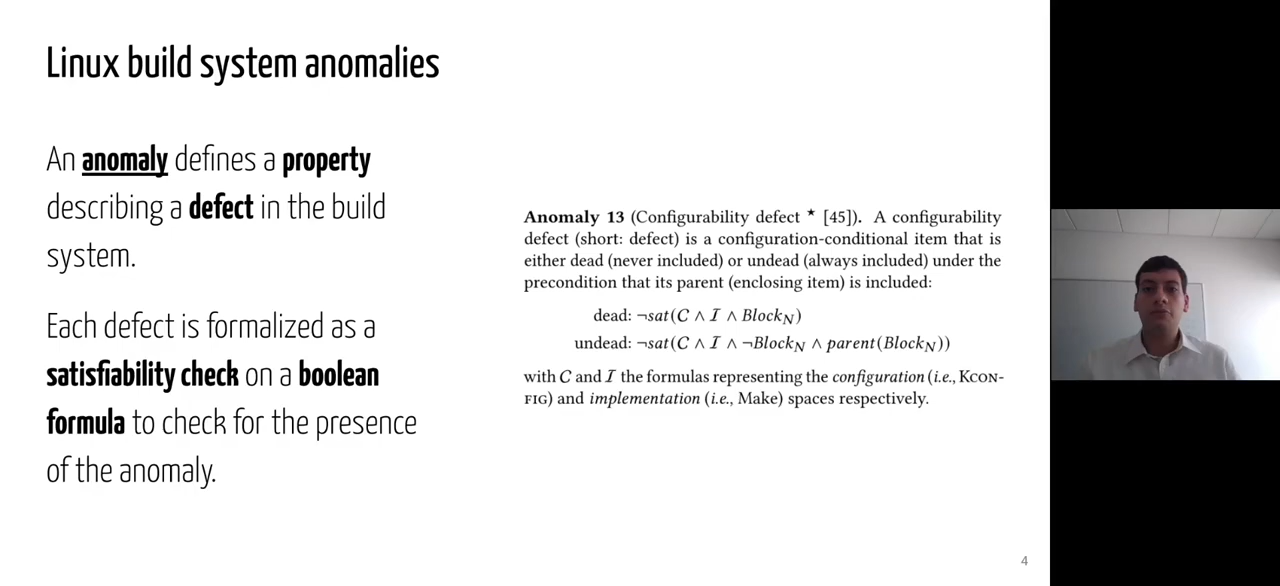 Linux build system anomalies
An anomaly defines a property
describing a defect in the build
system.
Each defect is formalized as a
satisfiability check on a boolean
formula to check for the presence
of the anomaly.
Anomaly 13 (Configurability defect ★ [45]). A configurability
defect (short: defect) is a configuration-conditional item that is
either dead (never included) or undead (always included) under the
precondition that its parent (enclosing item) is included:
dead: ¬sat(C ∧ I ∧ Block_N)
undead: ¬sat(C ∧ I ∧ ¬Block_N ∧ parent(Block_N))
with C and I the formulas representing the configuration (i.e., KCON-
FIG) and implementation (i.e., Make) spaces respectively.
4